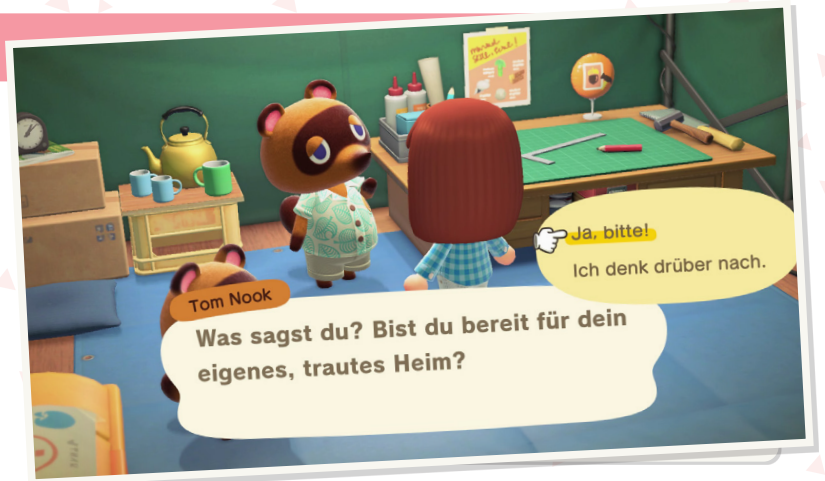 Tom Nook
Was sagst du? Bist du bereit für dein
eigenes, trautes Heim?
Ja, bitte!
Ich denk drüber nach.